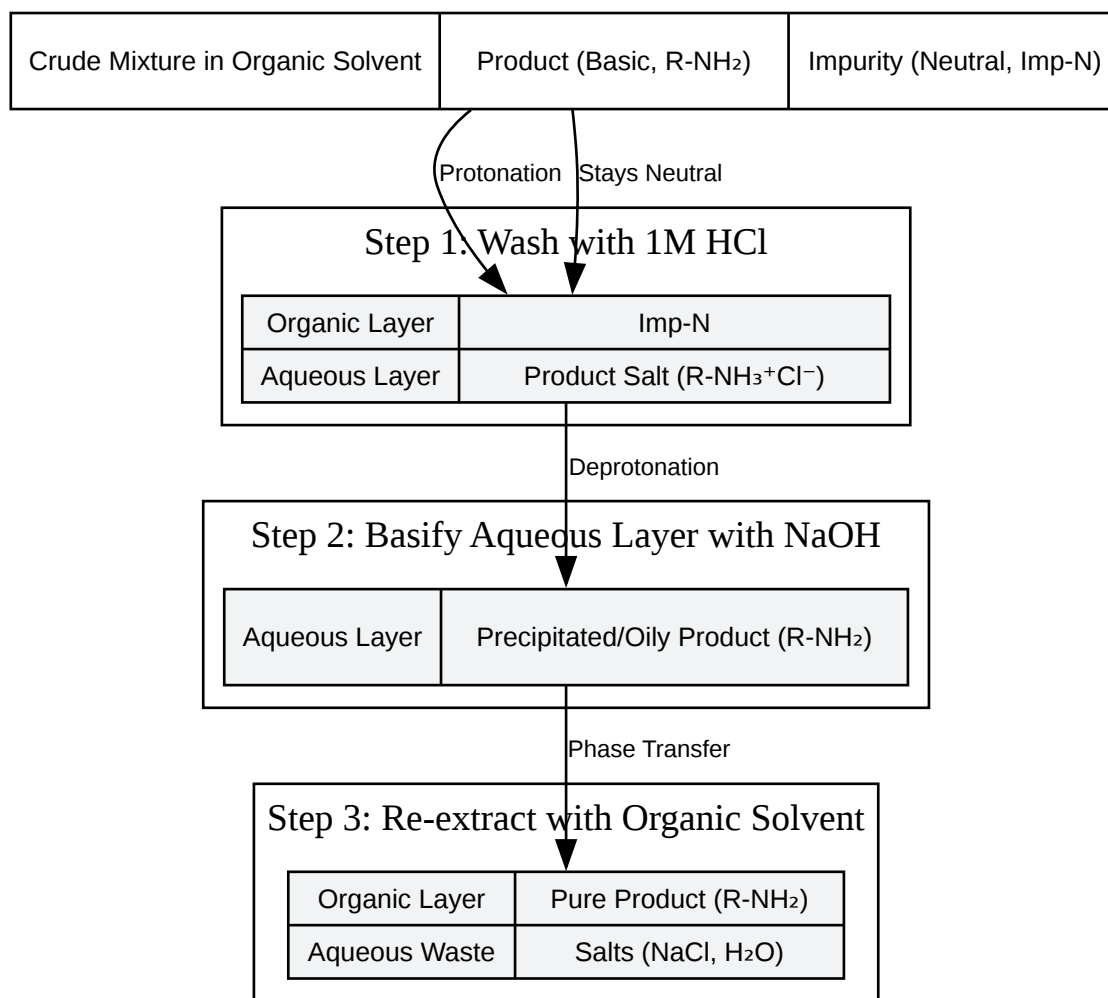 Crude Mixture in Organic Solvent
Product (Basic, R-NH₂)
Impurity (Neutral, Imp-N)
Protonation
Stays Neutral
Step 1: Wash with 1M HCl
Organic Layer
Imp-N
Aqueous Layer
Product Salt (R-NH₃⁺Cl⁻)
Deprotonation
Step 2: Basify Aqueous Layer with NaOH
Aqueous Layer
Precipitated/Oily Product (R-NH₂)
Phase Transfer
Step 3: Re-extract with Organic Solvent
Organic Layer
Pure Product (R-NH₂)
Aqueous Waste
Salts (NaCl, H₂O)